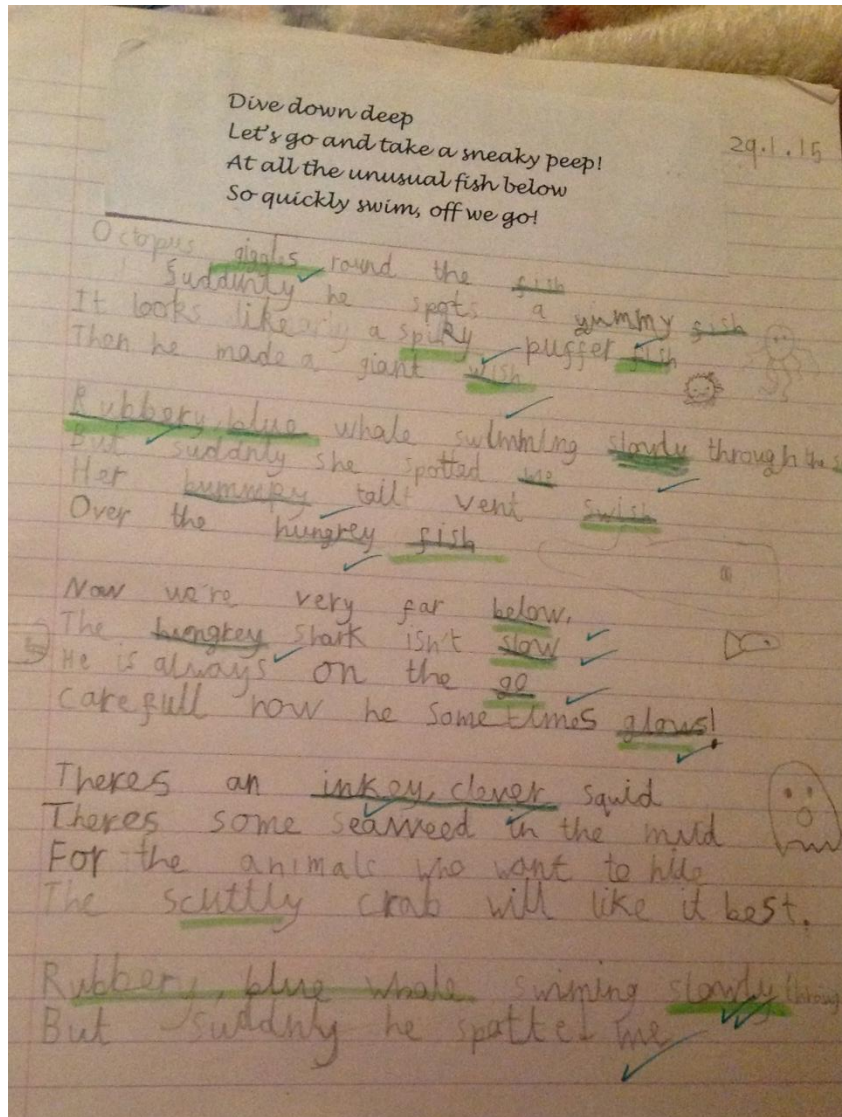 Dive down deep
Let's go and take a sneaky peep!
At all the unusual fish below
So quickly swim, off we go!
29.1.15
Octopus giggles round the fish
Suddunly he spots a yummy fish
It looks like a spiky puffer fish
Then he made a giant wish
Rubbery, blue whale swimming slowly through the s
But suddnly she spotted me
Her bummpy tail vent swish
Over the hungrey fish
Now we're very far below,
The hungrey shark isn't slow
He is always on the go
Carefull now he sometimes glows!
Theres an inkey, clever squid
Theres some seaweed in the mud
For the animals who want to hide
The scuttly crab will like it best.
Rubbery, blue whale swiming slowly throug
But suddnly he spotted me